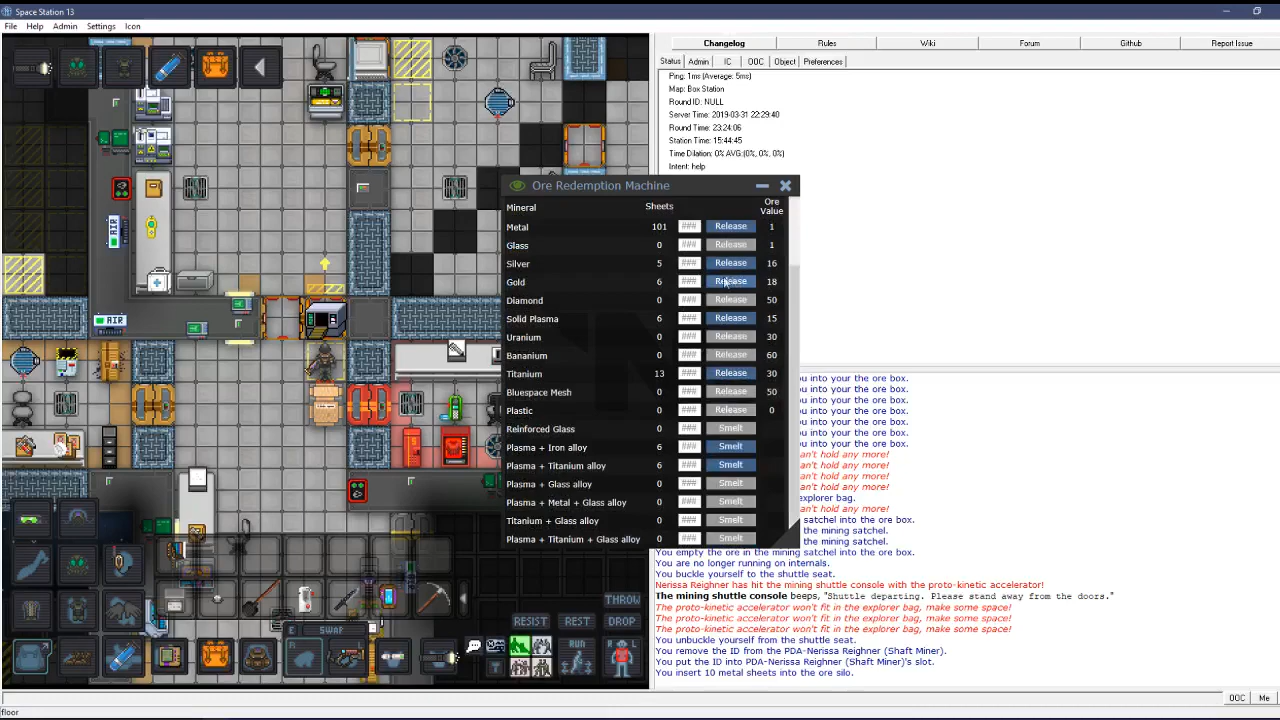 Space Station 13
File Help Admin Settings Icon
Changelog Rules Wiki Forum Github Report Issue
Status Admin IC OOC Object Preferences
Ping: 1ms (Average: 5ms)
Map: Box Station
Round ID: NULL
Server Time: 2019-03-31 22:29:40
Round Time: 23:24:06
Station Time: 15:44:45
Time Dilation: 0% AVG:(0%, 0%, 0%)
Intent: help
Ore Redemption Machine
Mineral Sheets Ore Value
Metal 101 ### Release 1
Glass 0 ### Release 1
Silver 5 ### Release 16
Gold 6 ### Release 18
Diamond 0 ### Release 50
Solid Plasma 6 ### Release 15
Uranium 0 ### Release 30
Bananium 0 ### Release 60
Titanium 13 ### Release 30
Bluespace Mesh 0 ### Release 50
Plastic 0 ### Release 0
Reinforced Glass 0 ### Smelt
Plasma + Iron alloy 6 ### Smelt
Plasma + Titanium alloy 6 ### Smelt
Plasma + Glass alloy 0 ### Smelt
Plasma + Metal + Glass alloy 0 ### Smelt
Titanium + Glass alloy 0 ### Smelt
Plasma + Titanium + Glass alloy 0 ### Smelt
AIR
AIR
u into your the ore box.
u into your the ore box.
u into your the ore box.
u into your the ore box.
u into your the ore box.
u into your the ore box.
u into your the ore box.
an't hold any more!
an't hold any more!
an't hold any more!
an't hold any more!
explorer bag.
an't hold any more!
satchel into the ore box.
the mining satchel.
the mining satchel.
You empty the ore in the mining satchel into the ore box.
You are no longer running on internals.
You buckle yourself to the shuttle seat.
Nerissa Reighner has hit the mining shuttle console with the proto-kinetic accelerator!
The mining shuttle console beeps, "Shuttle departing. Please stand away from the doors."
The proto-kinetic accelerator won't fit in the explorer bag, make some space!
The proto-kinetic accelerator won't fit in the explorer bag, make some space!
The proto-kinetic accelerator won't fit in the explorer bag, make some space!
You unbuckle yourself from the shuttle seat.
You remove the ID from the PDA-Nerissa Reighner (Shaft Miner).
You put the ID into PDA-Nerissa Reighner (Shaft Miner)'s slot.
You insert 10 metal sheets into the ore silo.
THROW
RESIST REST DROP
E SWAP
RUN
R L
floor
OOC Me